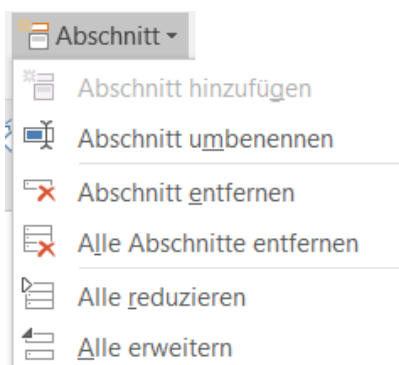 Abschnitt
Abschnitt hinzufügen
Abschnitt umbenennen
Abschnitt entfernen
Alle Abschnitte entfernen
Alle reduzieren
Alle erweitern